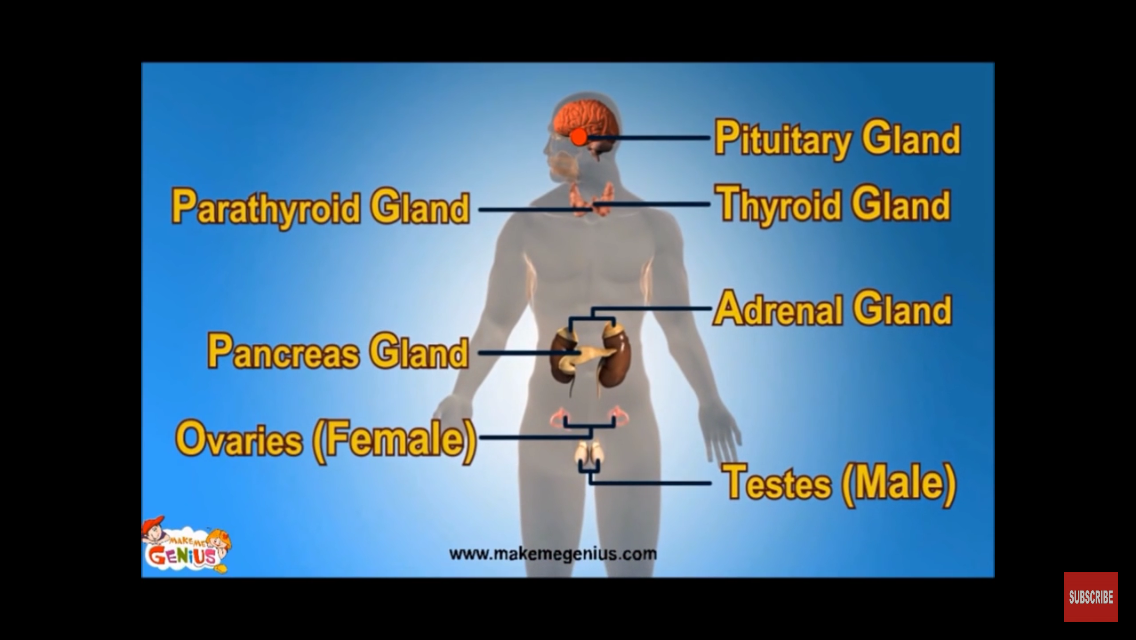 Pituitary Gland
Parathyroid Gland
Thyroid Gland
Adrenal Gland
Pancreas Gland
Ovaries (Female)
Testes (Male)
MAKE ME
GENiUS
www.makemegenius.com
SUBSCRIBE